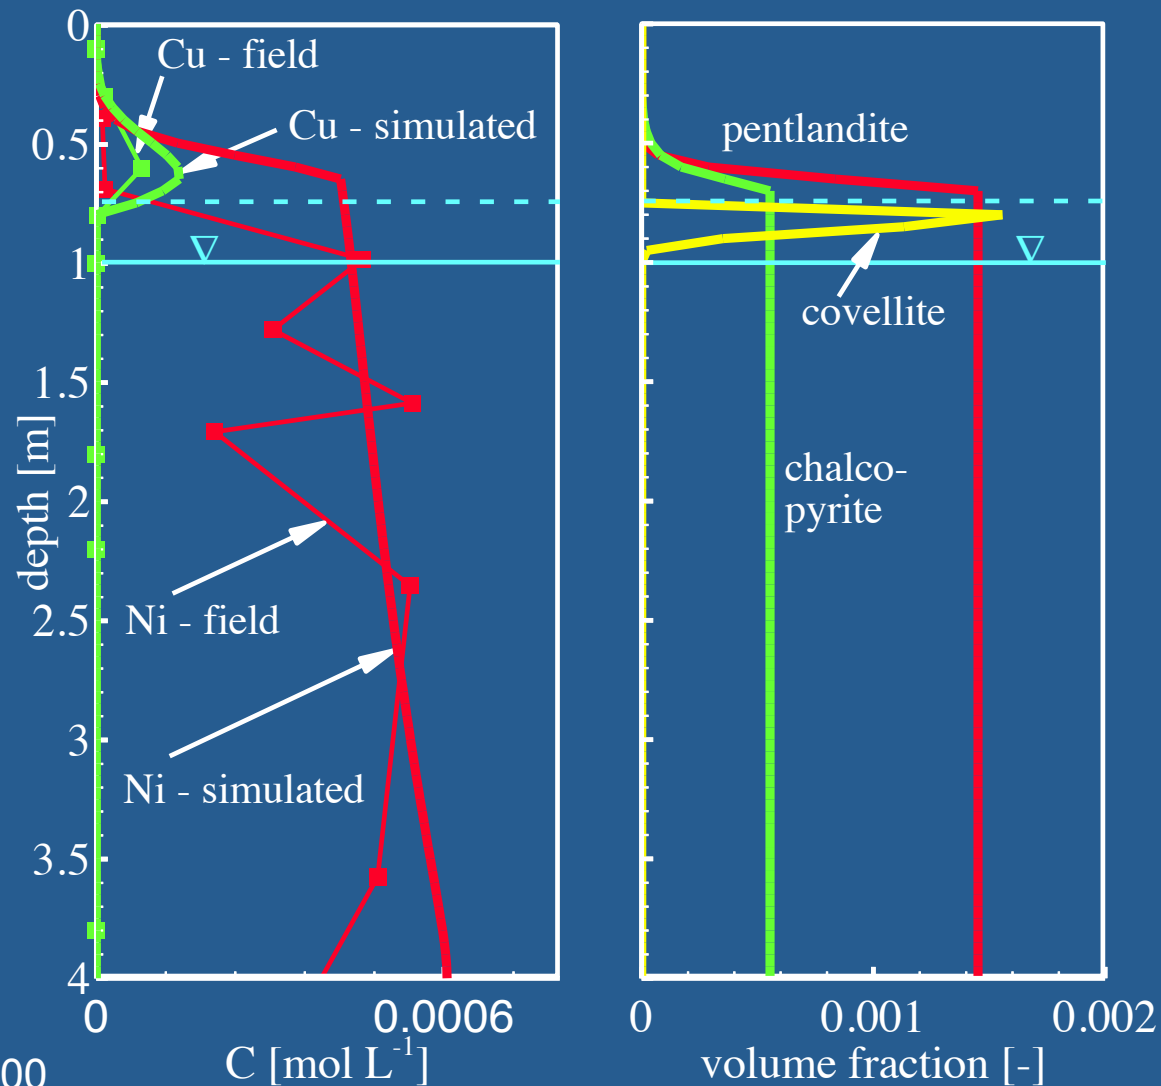 0
0.5
1
1.5
2
2.5
3
3.5
4
depth [m]
Cu - field
Cu - simulated
Ni - field
Ni - simulated
0
0.0006
C [mol L⁻¹]
pentlandite
covellite
chalco-
pyrite
0
0.001
0.002
volume fraction [-]
00